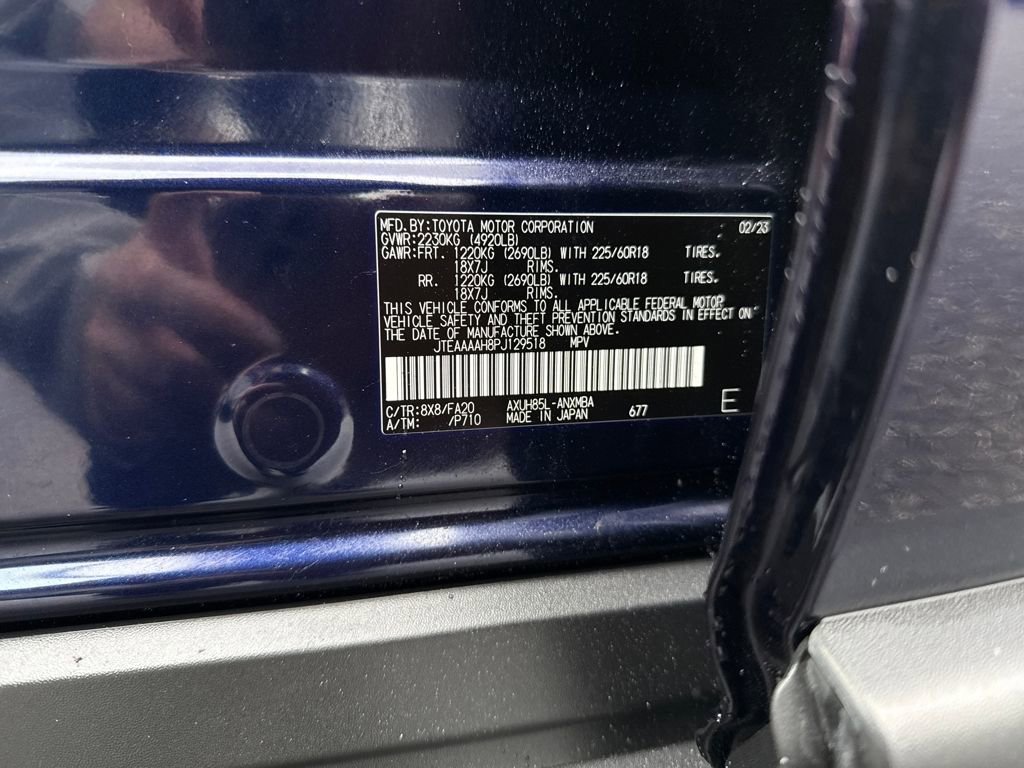 MFD.BY:TOYOTA MOTOR CORPORATION 02/23
GVWR:2230KG (4920LB)
GAWR:FRT. 1220KG (2690LB) WITH 225/60R18 TIRES.
18X7J RIMS.
RR. 1220KG (2690LB) WITH 225/60R18 TIRES.
18X7J RIMS.
THIS VEHICLE CONFORMS TO ALL APPLICABLE FEDERAL MOTOR
VEHICLE SAFETY AND THEFT PREVENTION STANDARDS IN EFFECT ON
THE DATE OF MANUFACTURE SHOWN ABOVE.
JTEAAAAH8PJ129518 MPV
C/TR:8X8/FA20 AXUH85L-ANXMBA
A/TM: /P710 MADE IN JAPAN 677 E